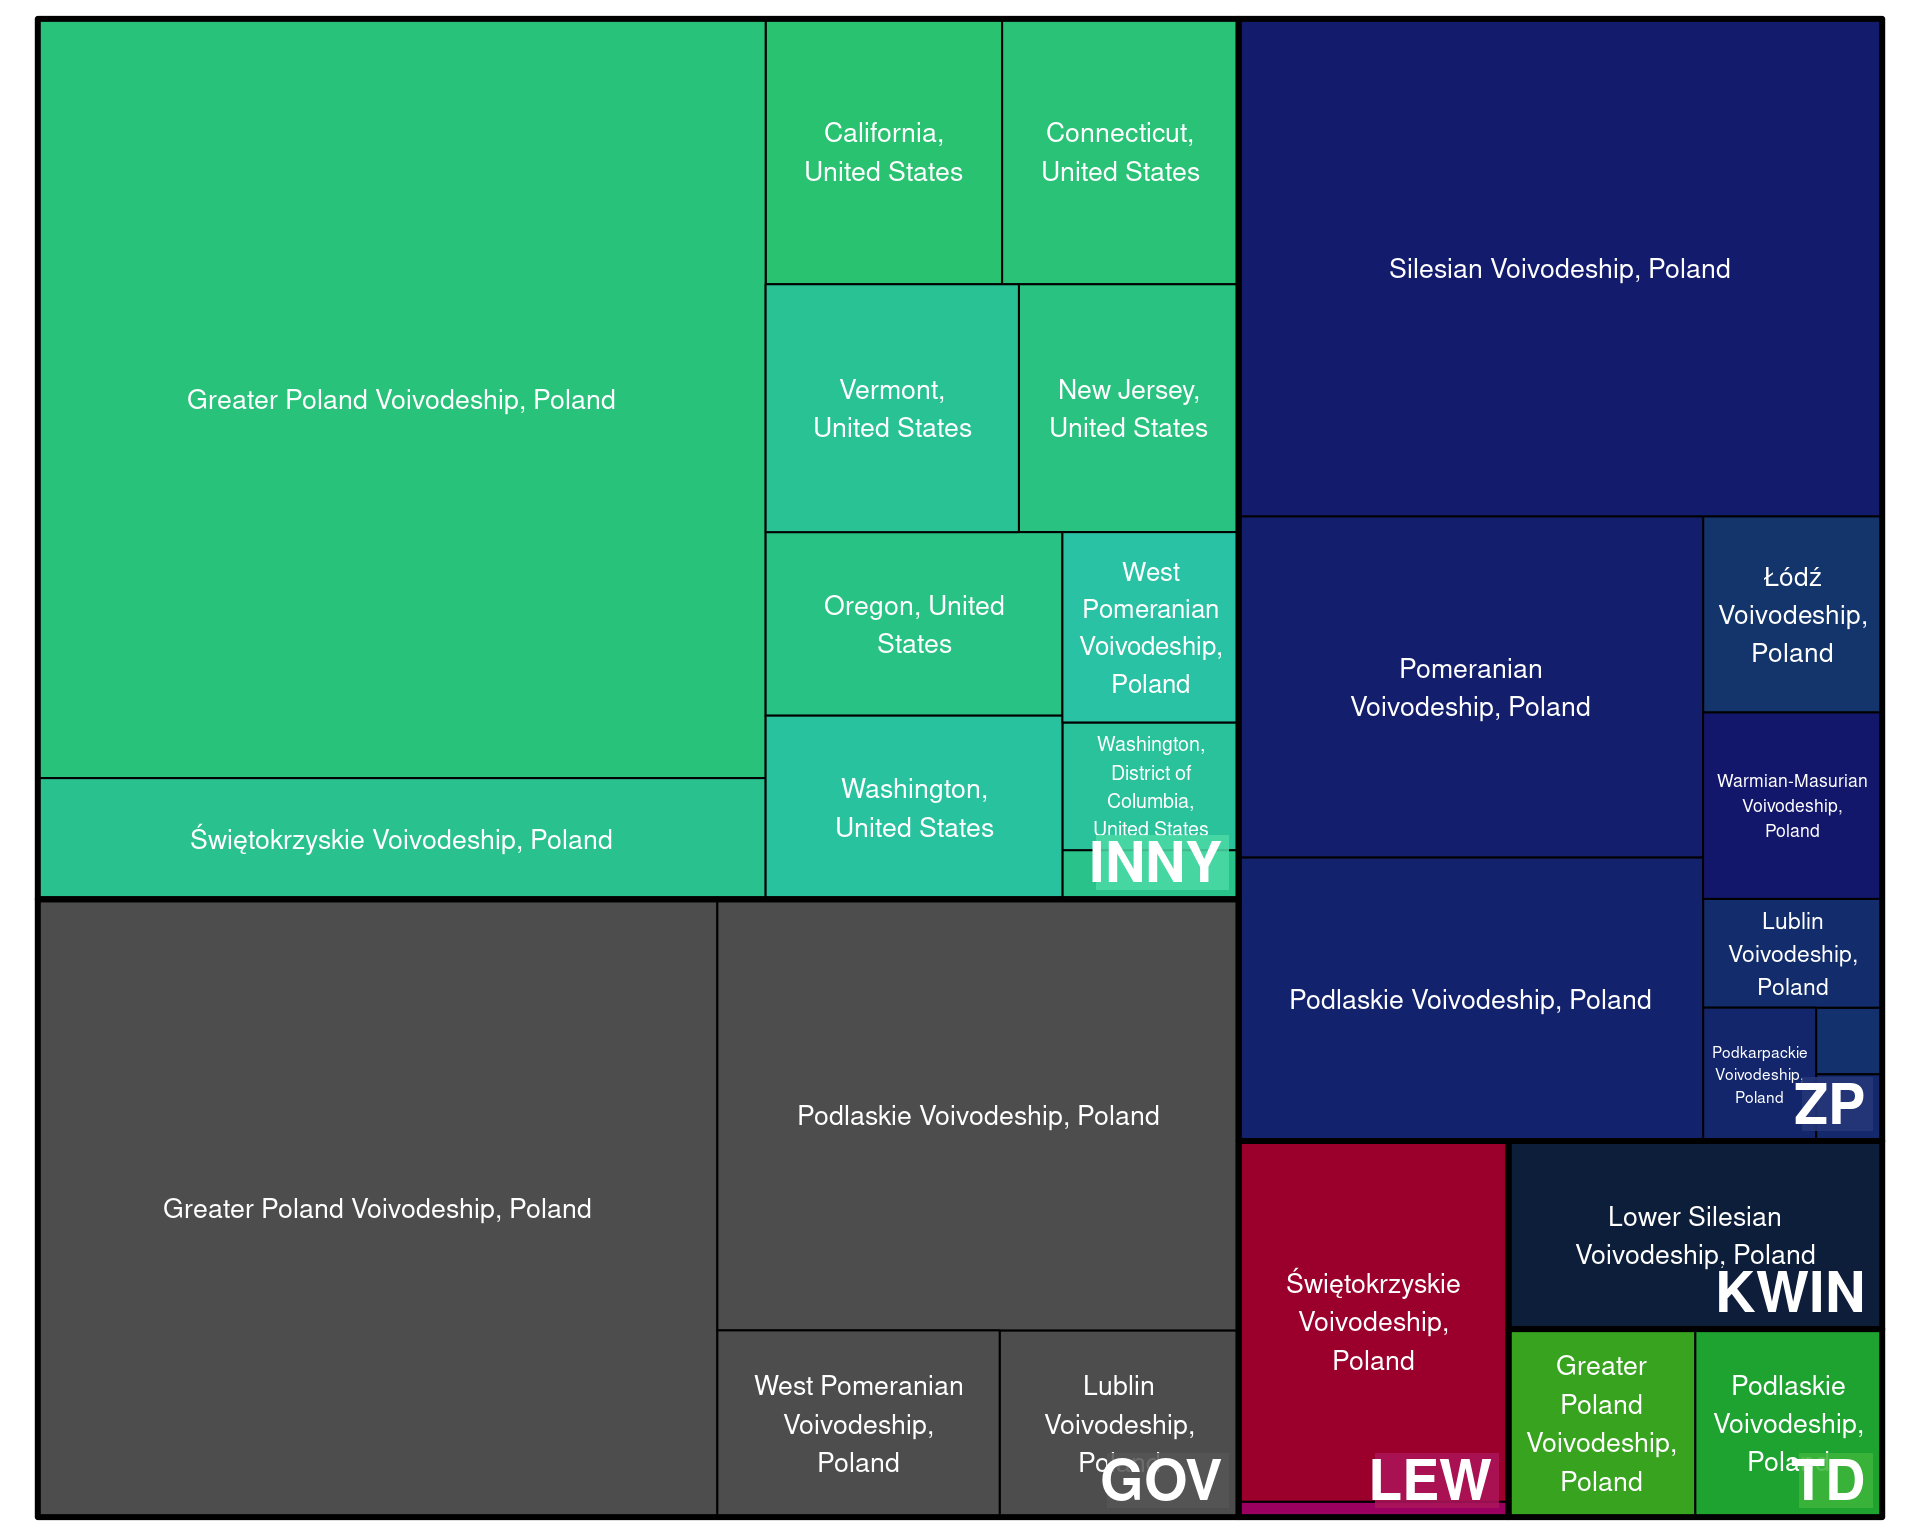 Greater Poland Voivodeship, Poland
Świętokrzyskie Voivodeship, Poland
California,
United States
Connecticut,
United States
Vermont,
United States
New Jersey,
United States
Oregon, United
States
West
Pomeranian
Voivodeship,
Poland
Washington,
United States
Washington,
District of
Columbia,
United States
INNY
Silesian Voivodeship, Poland
Pomeranian
Voivodeship, Poland
Łódź
Voivodeship,
Poland
Warmian-Masurian
Voivodeship,
Poland
Podlaskie Voivodeship, Poland
Lublin
Voivodeship,
Poland
Podkarpackie
Voivodeship,
Poland
ZP
Greater Poland Voivodeship, Poland
Podlaskie Voivodeship, Poland
West Pomeranian
Voivodeship,
Poland
Lublin
Voivodeship,
Poland
GOV
Świętokrzyskie
Voivodeship,
Poland
LEW
Lower Silesian
Voivodeship, Poland
KWIN
Greater
Poland
Voivodeship,
Poland
Podlaskie
Voivodeship,
Poland
TD